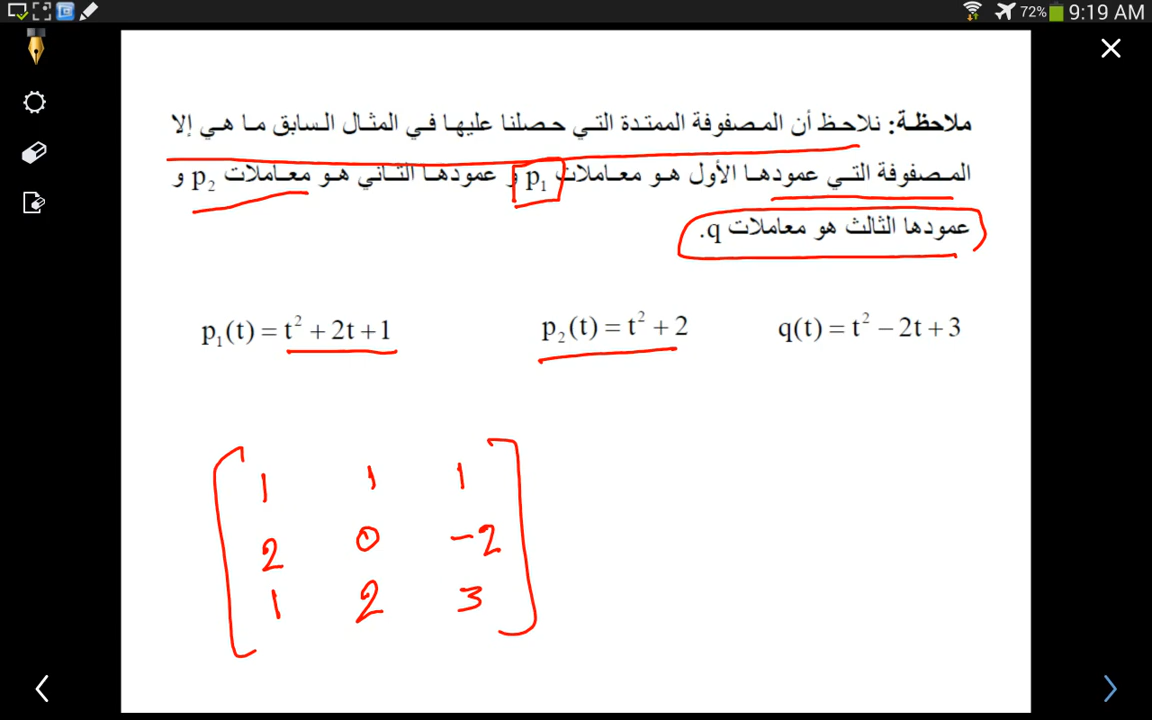 72% 9:19 AM
ملاحظة: نلاحظ أن المصفوفة الممتدة التي حصلنا عليها في المثال السابق ما هي إلا
المصفوفة التي عمودها الأول هو معاملات p₁ و عمودها الثاني هو معاملات p₂ و
عمودها الثالث هو معاملات q.
p₁(t) = t² + 2t + 1 p₂(t) = t² + 2 q(t) = t² − 2t + 3
1 1 1
2 0 -2
1 2 3